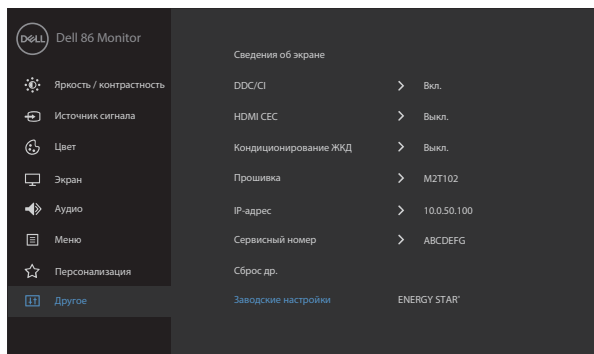 DELL Dell 86 Monitor
Яркость / контрастность
Источник сигнала
Цвет
Экран
Аудио
Меню
Персонализация
Другое
Сведения об экране
DDC/CI Вкл.
HDMI CEC Выкл.
Кондиционирование ЖКД Выкл.
Прошивка M2T102
IP-адрес 10.0.50.100
Сервисный номер ABCDEFG
Сброс др.
Заводские настройки ENERGY STAR®